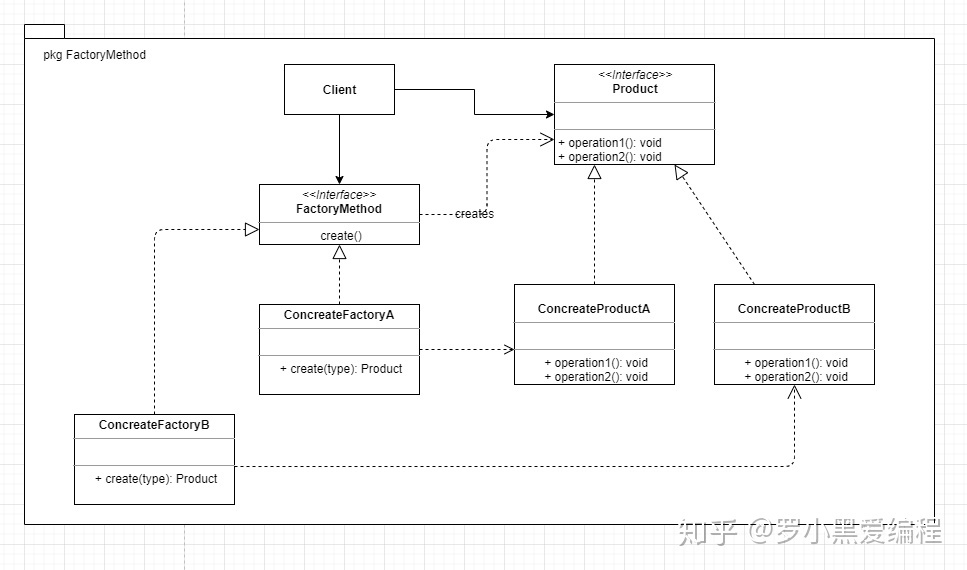 pkg FactoryMethod
Client
<<Interface>>
Product
+ operation1(): void
+ operation2(): void
<<Interface>>
FactoryMethod
create()
creates
ConcreateFactoryA
+ create(type): Product
ConcreateProductA
+ operation1(): void
+ operation2(): void
ConcreateProductB
+ operation1(): void
+ operation2(): void
ConcreateFactoryB
+ create(type): Product
知乎 @罗小黑爱编程